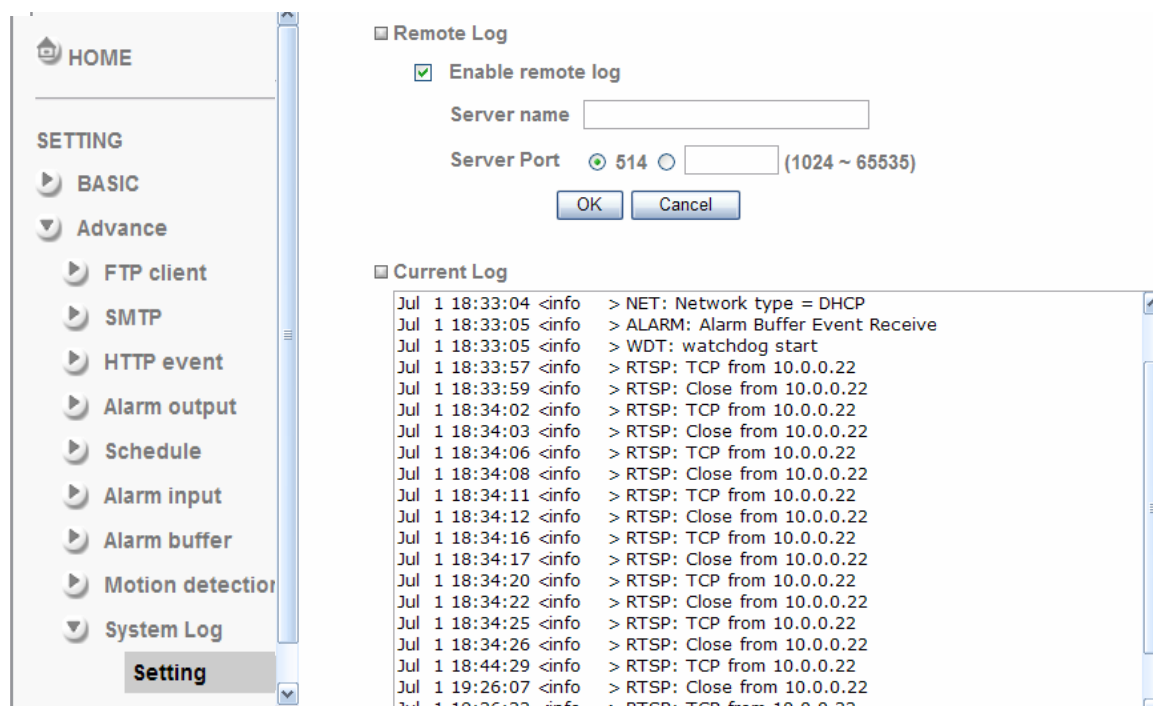 HOME
SETTING
BASIC
Advance
FTP client
SMTP
HTTP event
Alarm output
Schedule
Alarm input
Alarm buffer
Motion detection
System Log
Setting
Remote Log
Enable remote log
Server name
Server Port 514 (1024 ~ 65535)
OK Cancel
Current Log
Jul 1 18:33:04 <info > NET: Network type = DHCP
Jul 1 18:33:05 <info > ALARM: Alarm Buffer Event Receive
Jul 1 18:33:05 <info > WDT: watchdog start
Jul 1 18:33:57 <info > RTSP: TCP from 10.0.0.22
Jul 1 18:33:59 <info > RTSP: Close from 10.0.0.22
Jul 1 18:34:02 <info > RTSP: TCP from 10.0.0.22
Jul 1 18:34:03 <info > RTSP: Close from 10.0.0.22
Jul 1 18:34:06 <info > RTSP: TCP from 10.0.0.22
Jul 1 18:34:08 <info > RTSP: Close from 10.0.0.22
Jul 1 18:34:11 <info > RTSP: TCP from 10.0.0.22
Jul 1 18:34:12 <info > RTSP: Close from 10.0.0.22
Jul 1 18:34:16 <info > RTSP: TCP from 10.0.0.22
Jul 1 18:34:17 <info > RTSP: Close from 10.0.0.22
Jul 1 18:34:20 <info > RTSP: TCP from 10.0.0.22
Jul 1 18:34:22 <info > RTSP: Close from 10.0.0.22
Jul 1 18:34:25 <info > RTSP: TCP from 10.0.0.22
Jul 1 18:34:26 <info > RTSP: Close from 10.0.0.22
Jul 1 18:44:29 <info > RTSP: TCP from 10.0.0.22
Jul 1 19:26:07 <info > RTSP: Close from 10.0.0.22